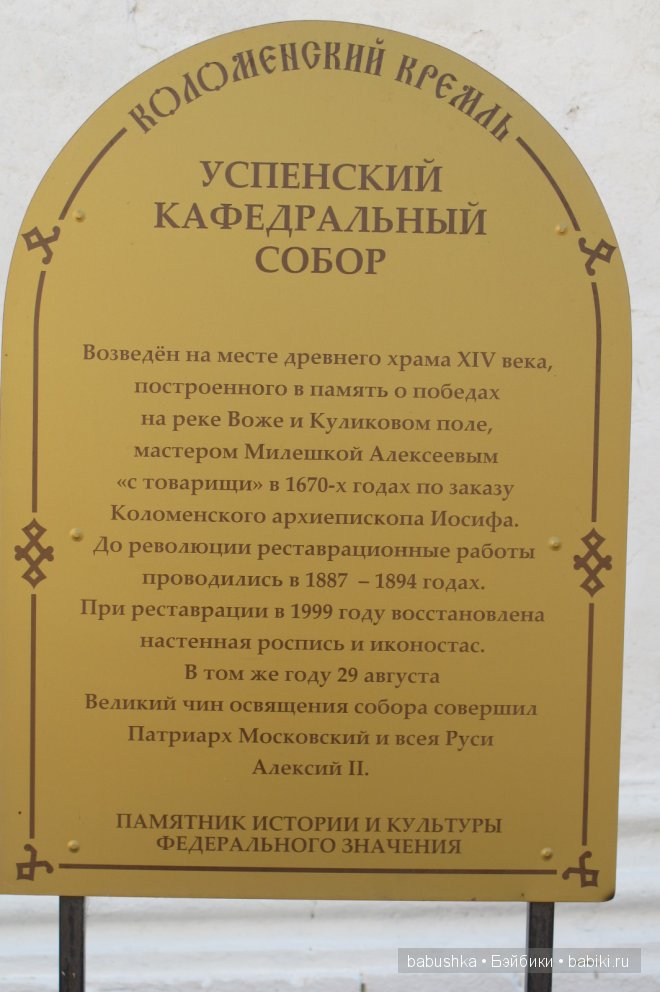 КОЛОМЕНСКИЙ КРЕМЛЬ
УСПЕНСКИЙ
КАФЕДРАЛЬНЫЙ
СОБОР
Возведён на месте древнего храма XIV века,
построенного в память о победах
на реке Воже и Куликовом поле,
мастером Милешкой Алексеевым
«с товарищи» в 1670-х годах по заказу
Коломенского архиепископа Иосифа.
До революции реставрационные работы
проводились в 1887 – 1894 годах.
При реставрации в 1999 году восстановлена
настенная роспись и иконостас.
В том же году 29 августа
Великий чин освящения собора совершил
Патриарх Московский и всея Руси
Алексий II.
ПАМЯТНИК ИСТОРИИ И КУЛЬТУРЫ
ФЕДЕРАЛЬНОГО ЗНАЧЕНИЯ
babushka • Бэйбики • babiki.ru